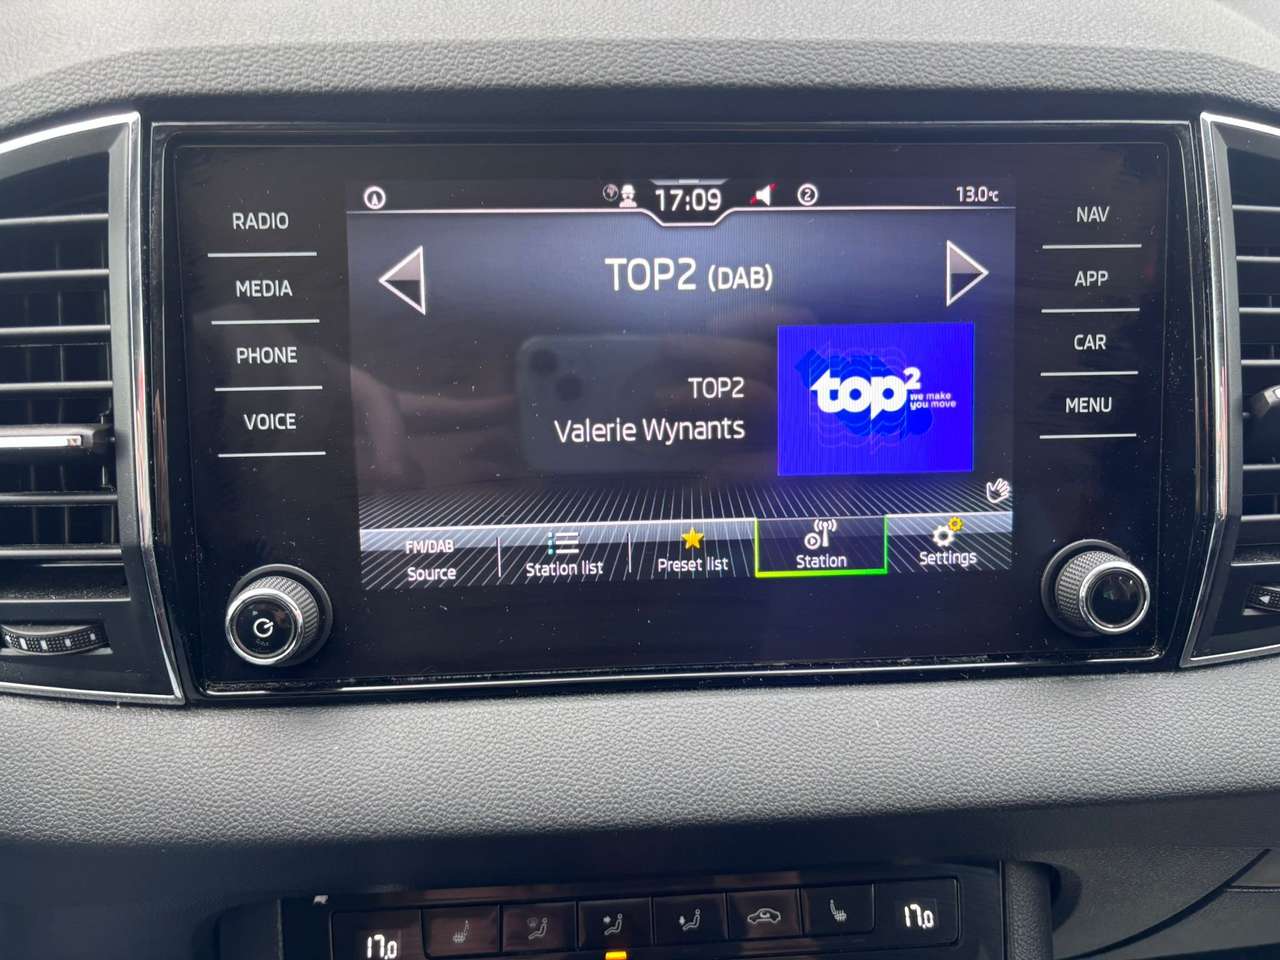 A
17:09
2
13.0°C
RADIO
MEDIA
PHONE
VOICE
NAV
APP
CAR
MENU
TOP2 (DAB)
TOP2
Valerie Wynants
top2
we make
you move
FM/DAB
Source
Station list
Preset list
Station
Settings
17.0
17.0